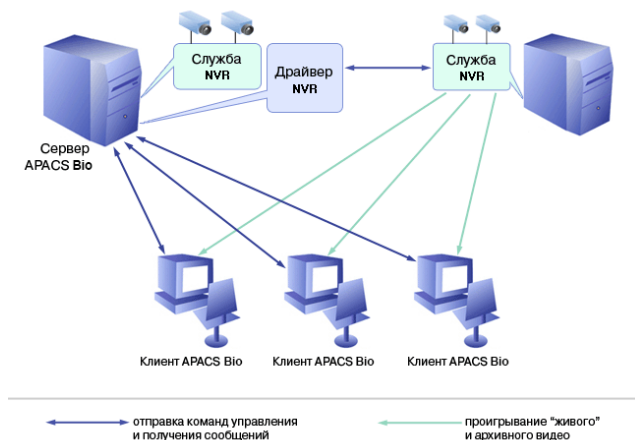 Служба
NVR
Драйвер
NVR
Служба
NVR
Сервер
APACS Bio
Клиент APACS Bio
Клиент APACS Bio
Клиент APACS Bio
отправка команд управления
и получения сообщений
проигрывание "живого"
и архивного видео